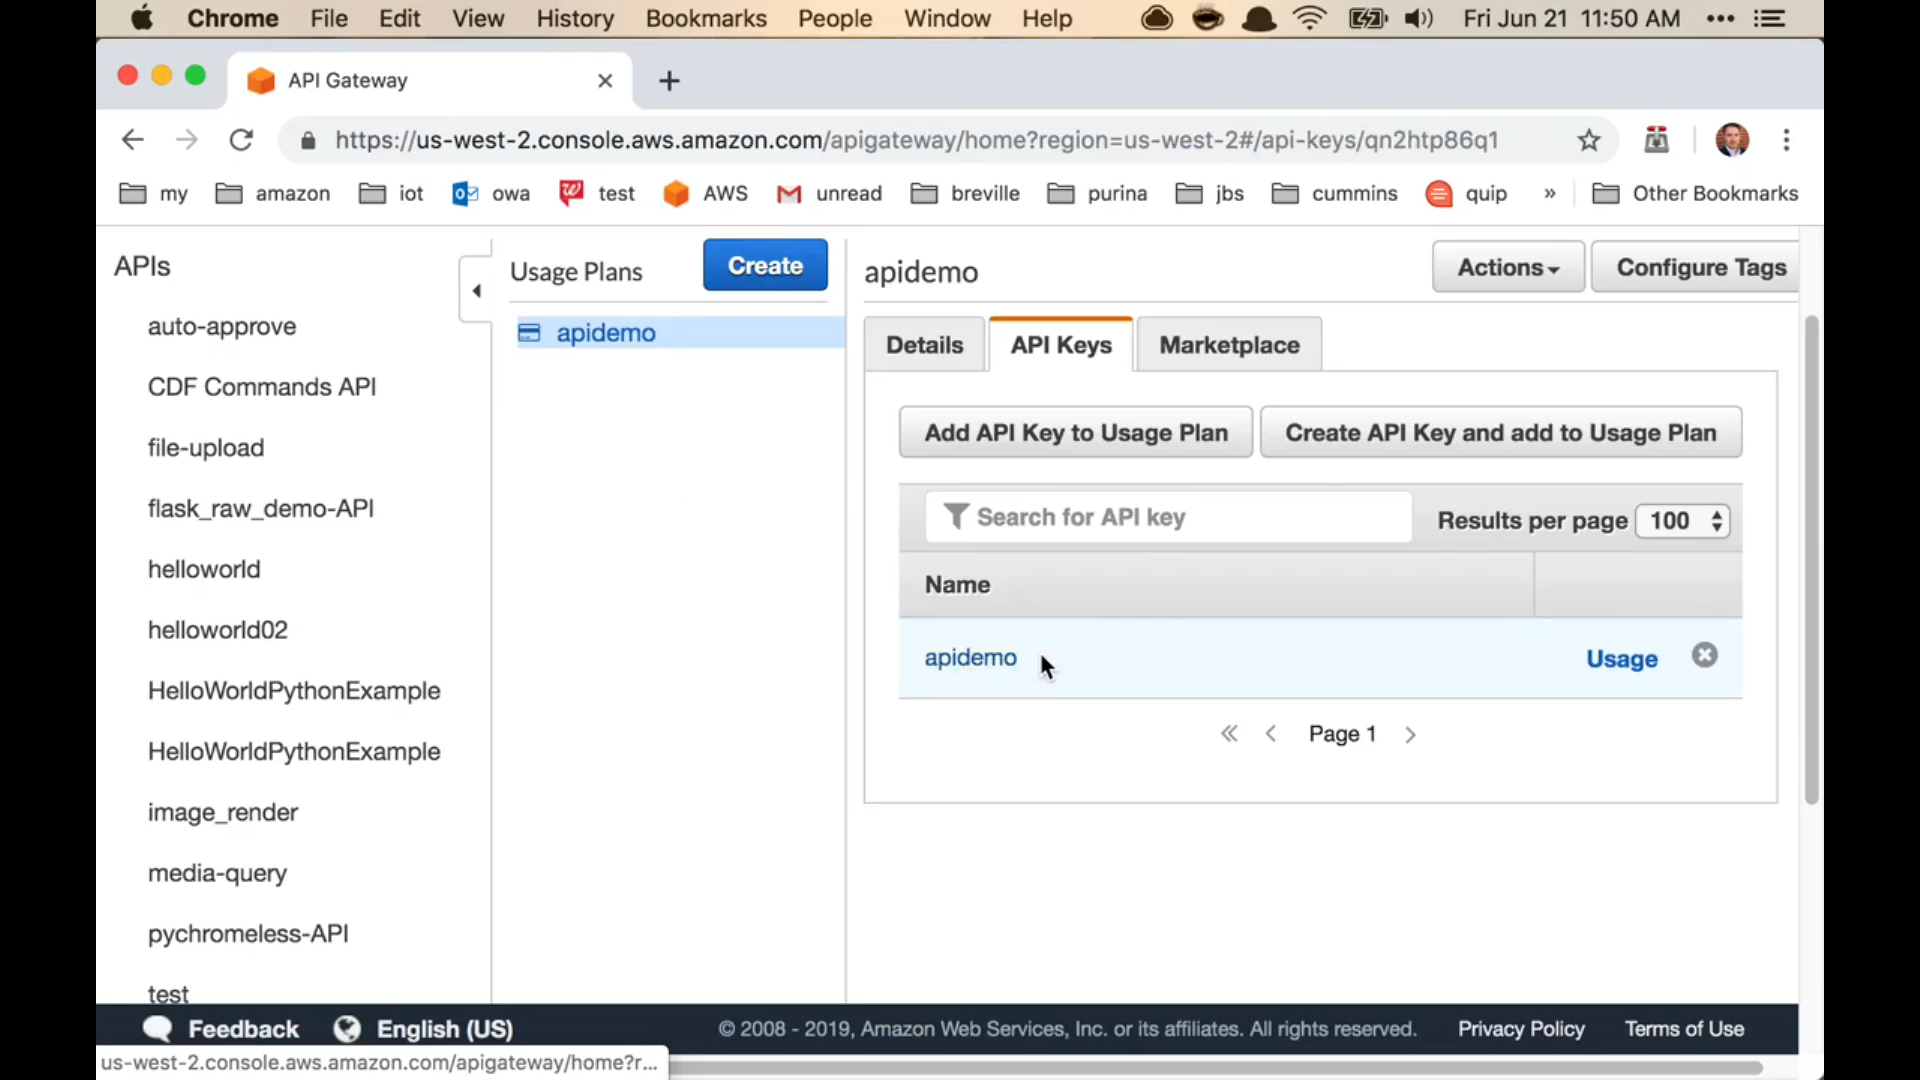 Chrome File Edit View History Bookmarks People Window Help Fri Jun 21 11:50 AM
API Gateway
https://us-west-2.console.aws.amazon.com/apigateway/home?region=us-west-2#/api-keys/qn2htp86q1
my amazon iot owa test AWS unread breville purina jbs cummins quip » Other Bookmarks
APIs
auto-approve
CDF Commands API
file-upload
flask_raw_demo-API
helloworld
helloworld02
HelloWorldPythonExample
HelloWorldPythonExample
image_render
media-query
pychromeless-API
test
Usage Plans Create
apidemo
apidemo Actions Configure Tags
Details API Keys Marketplace
Add API Key to Usage Plan Create API Key and add to Usage Plan
Search for API key Results per page 100
Name
apidemo Usage
« < Page 1 >
Feedback English (US) © 2008 - 2019, Amazon Web Services, Inc. or its affiliates. All rights reserved. Privacy Policy Terms of Use
us-west-2.console.aws.amazon.com/apigateway/home?r...